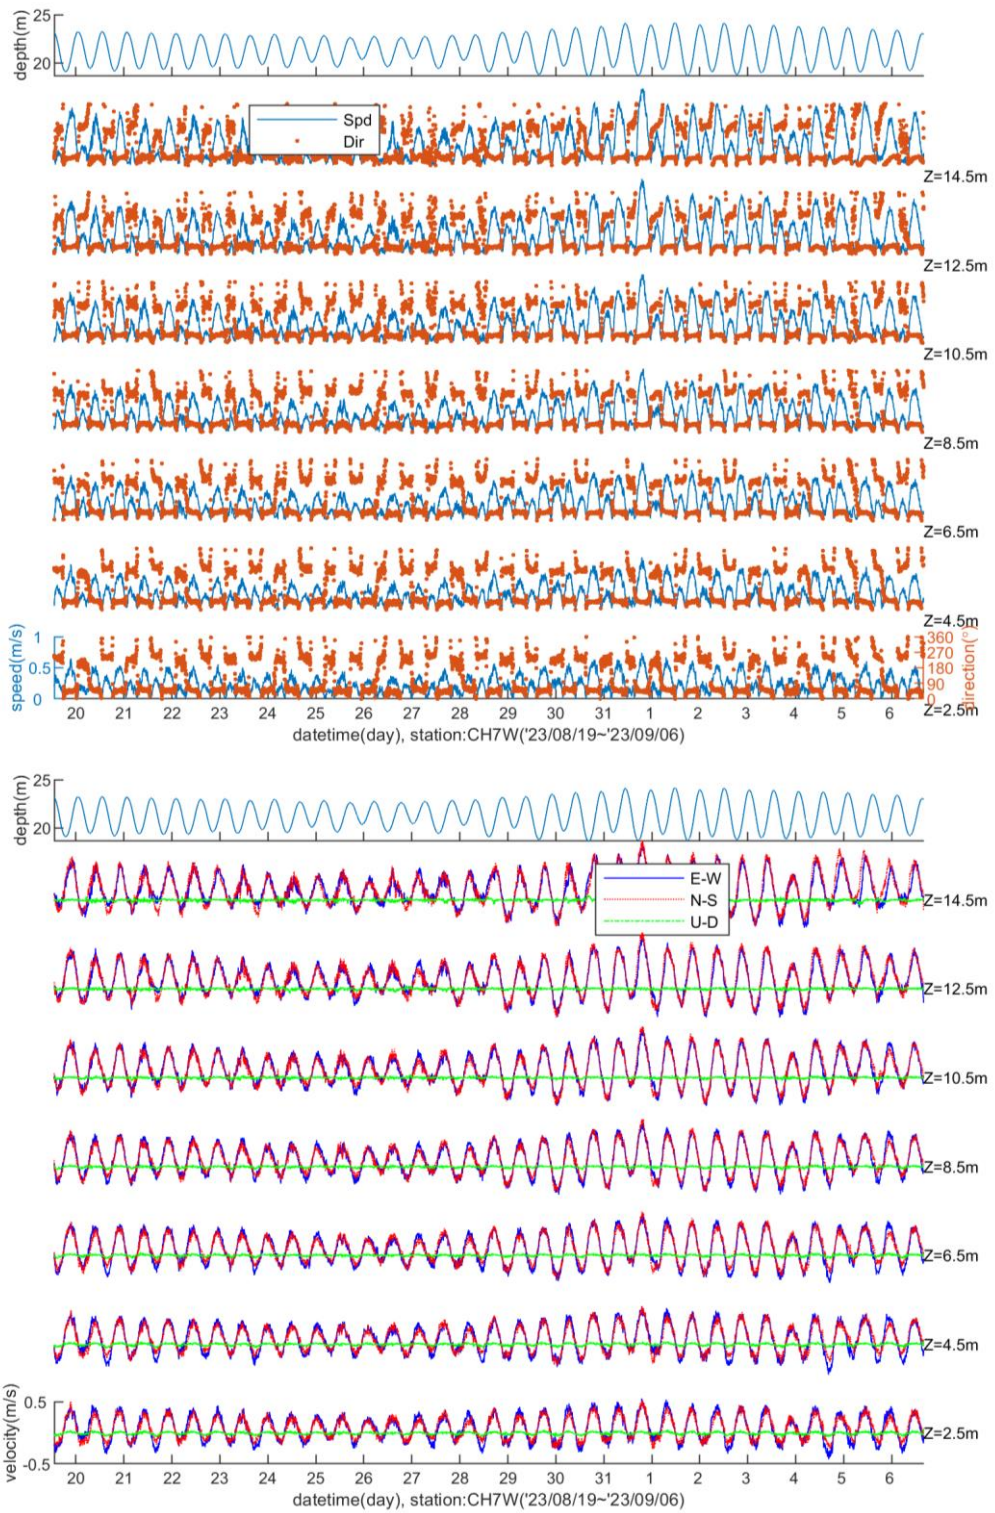 25
depth(m)
20
Spd
Dir
Z=14.5m
Z=12.5m
Z=10.5m
Z=8.5m
Z=6.5m
Z=4.5m
speed(m/s)
1
0.5
0
360
270
180
90
0
direction(°)
Z=2.5m
20 21 22 23 24 25 26 27 28 29 30 31 1 2 3 4 5 6
datetime(day), station:CH7W('23/08/19~'23/09/06)
25
depth(m)
20
E-W
N-S
U-D
Z=14.5m
Z=12.5m
Z=10.5m
Z=8.5m
Z=6.5m
Z=4.5m
velocity(m/s)
0.5
-0.5
Z=2.5m
20 21 22 23 24 25 26 27 28 29 30 31 1 2 3 4 5 6
datetime(day), station:CH7W('23/08/19~'23/09/06)